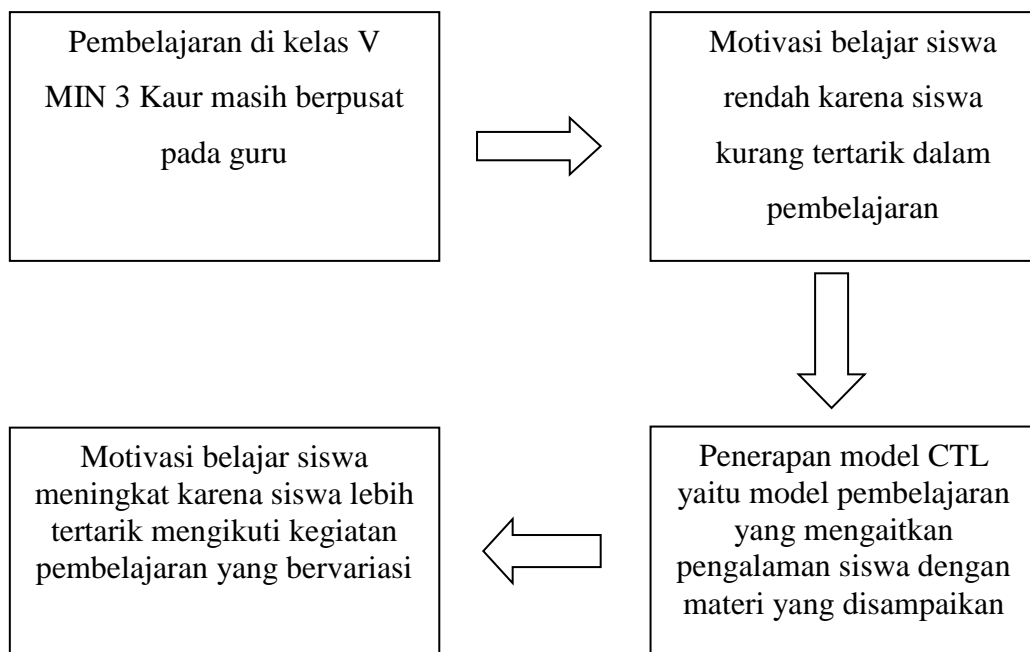 Pembelajaran di kelas V
MIN 3 Kaur masih berpusat
pada guru
Motivasi belajar siswa
rendah karena siswa
kurang tertarik dalam
pembelajaran
Penerapan model CTL
yaitu model pembelajaran
yang mengaitkan
pengalaman siswa dengan
materi yang disampaikan
Motivasi belajar siswa
meningkat karena siswa lebih
tertarik mengikuti kegiatan
pembelajaran yang bervariasi